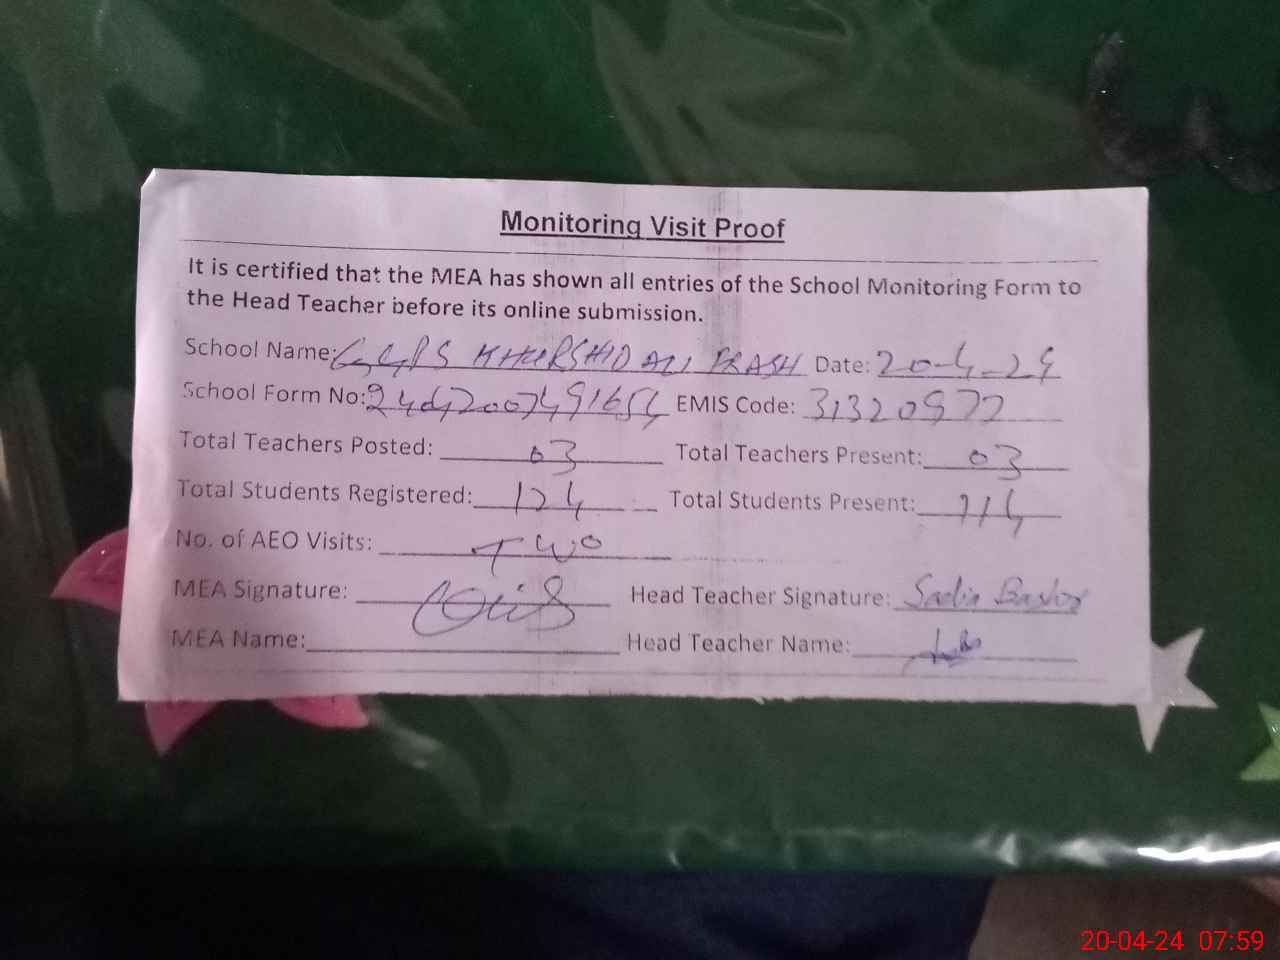 Monitoring Visit Proof
It is certified that the MEA has shown all entries of the School Monitoring Form to
the Head Teacher before its online submission.
School Name: GGPS KHURSHID ALI PRASH Date: 20-4-24
School Form No: EMIS Code: 31320977
Total Teachers Posted: 03 Total Teachers Present: 03
Total Students Registered: 124 Total Students Present: 114
No. of AEO Visits: Two
MEA Signature: Head Teacher Signature: Sadia Bashir
MEA Name: Head Teacher Name:
20-04-24 07:59